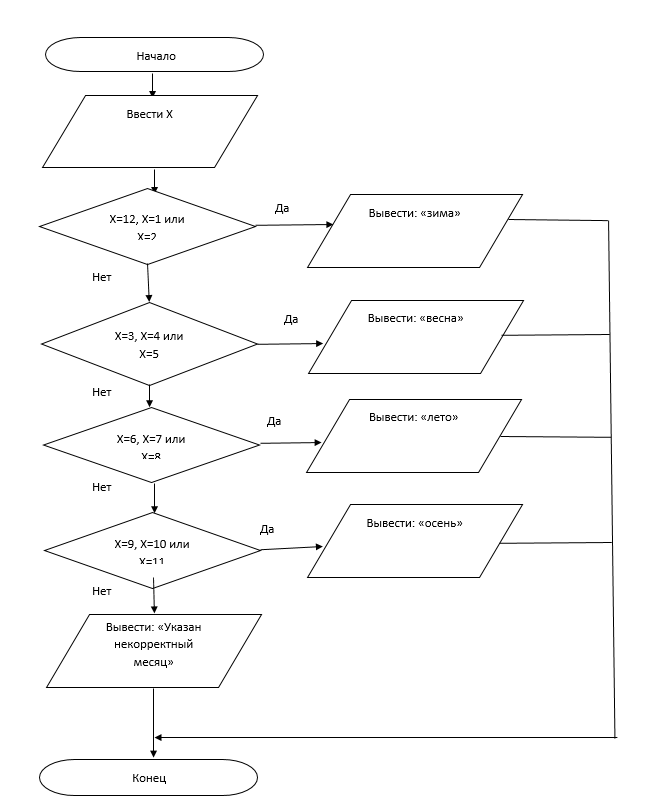 Начало
Ввести X
X=12, X=1 или
X=2
Да
Вывести: «зима»
Нет
X=3, X=4 или
X=5
Да
Вывести: «весна»
Нет
X=6, X=7 или
X=8
Да
Вывести: «лето»
Нет
X=9, X=10 или
X=11
Да
Вывести: «осень»
Нет
Вывести: «Указан
некорректный
месяц»
Конец